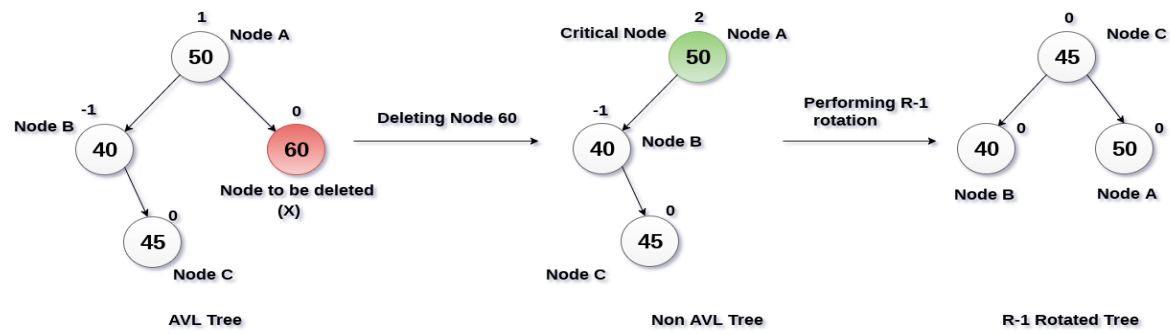 1
Node A
50
-1
0
Node B
40
60
Node to be deleted
(X)
0
45
Node C
AVL Tree
Deleting Node 60
2
Critical Node
Node A
50
-1
40
Node B
0
45
Node C
Non AVL Tree
Performing R-1
rotation
0
Node C
45
0
0
40
50
Node B
Node A
R-1 Rotated Tree